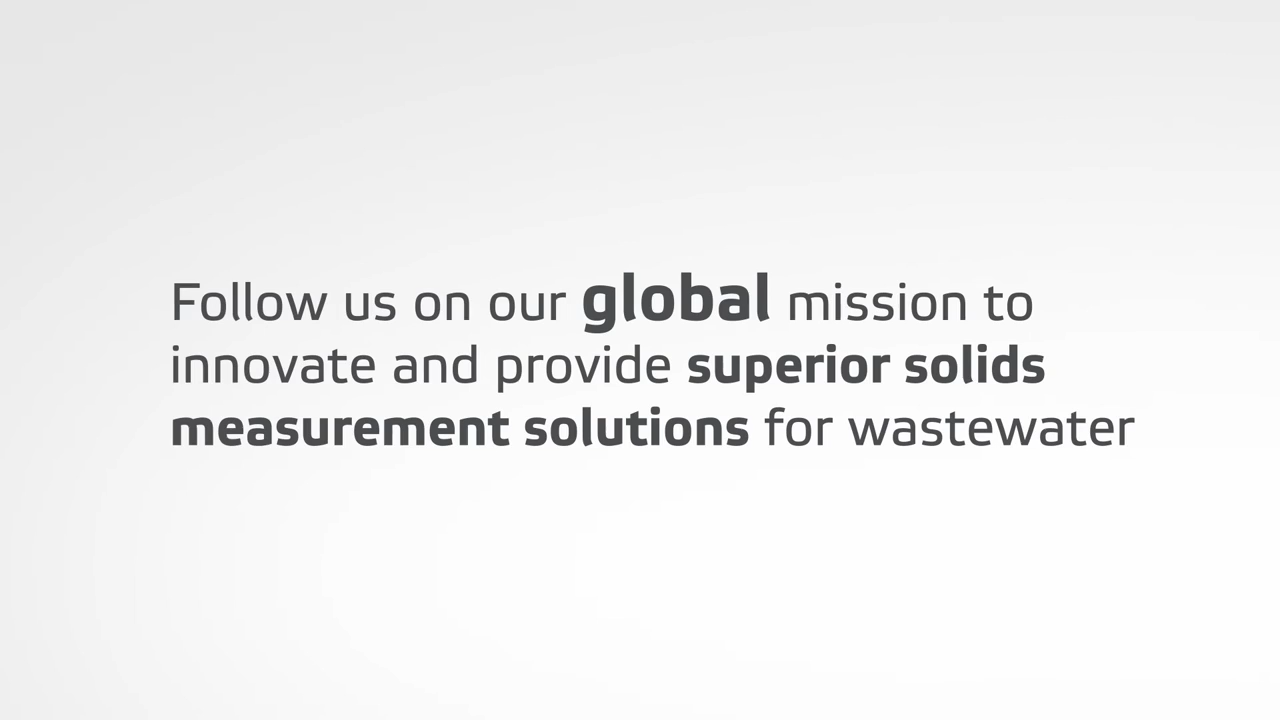 Follow us on our global mission to
innovate and provide superior solids
measurement solutions for wastewater